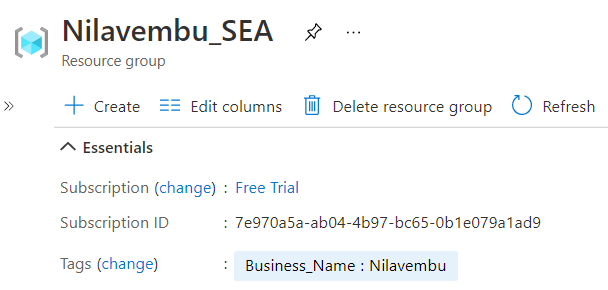 Nilavembu_SEA
Resource group
Create Edit columns Delete resource group Refresh
Essentials
Subscription (change) : Free Trial
Subscription ID : 7e970a5a-ab04-4b97-bc65-0b1e079a1ad9
Tags (change) : Business_Name : Nilavembu